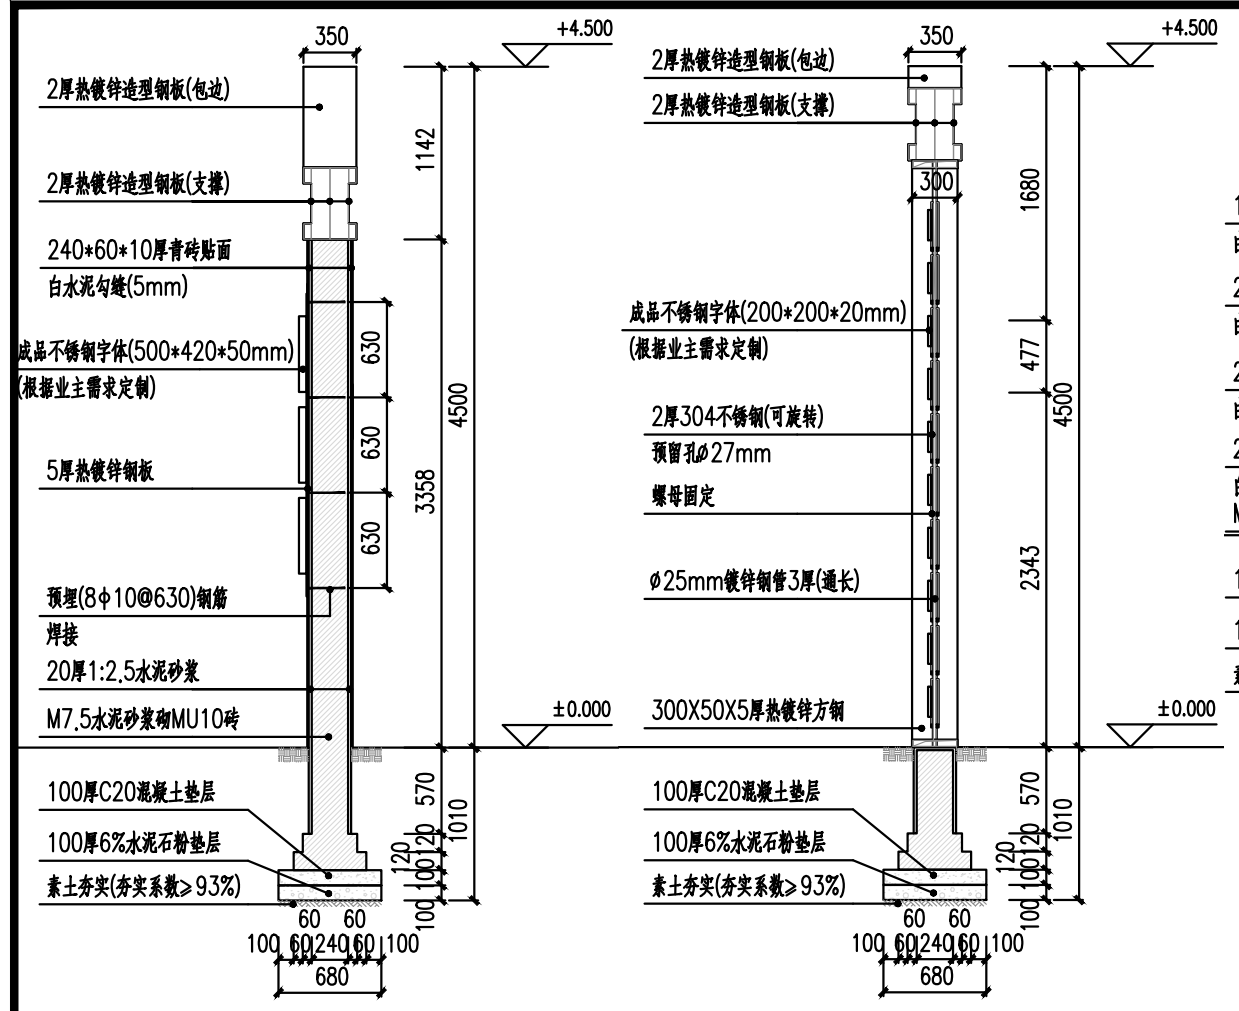 350
+4.500
2厚热镀锌造型钢板(包边)
1142
2厚热镀锌造型钢板(支撑)
240*60*10厚青砖贴面
白水泥勾缝(5mm)
成品不锈钢字体(500*420*50mm)
(根据业主需求定制)
630
630
630
4500
3358
5厚热镀锌钢板
预埋(8φ10@630)钢筋
焊接
20厚1:2.5水泥砂浆
M7.5水泥砂浆砌MU10砖
±0.000
100厚C20混凝土垫层
100厚6%水泥石粉垫层
素土夯实(夯实系数≥93%)
570
1010
120
120
100
100
100
60 60
100 60 240 60 100
680
350
+4.500
2厚热镀锌造型钢板(包边)
2厚热镀锌造型钢板(支撑)
300
1680
成品不锈钢字体(200*200*20mm)
(根据业主需求定制)
477
4500
2厚304不锈钢(可旋转)
预留孔φ27mm
螺母固定
2343
φ25mm镀锌钢管3厚(通长)
300X50X5厚热镀锌方钢
±0.000
100厚C20混凝土垫层
100厚6%水泥石粉垫层
素土夯实(夯实系数≥93%)
570
1010
120
120
100
100
100
60 60
100 60 240 60 100
680